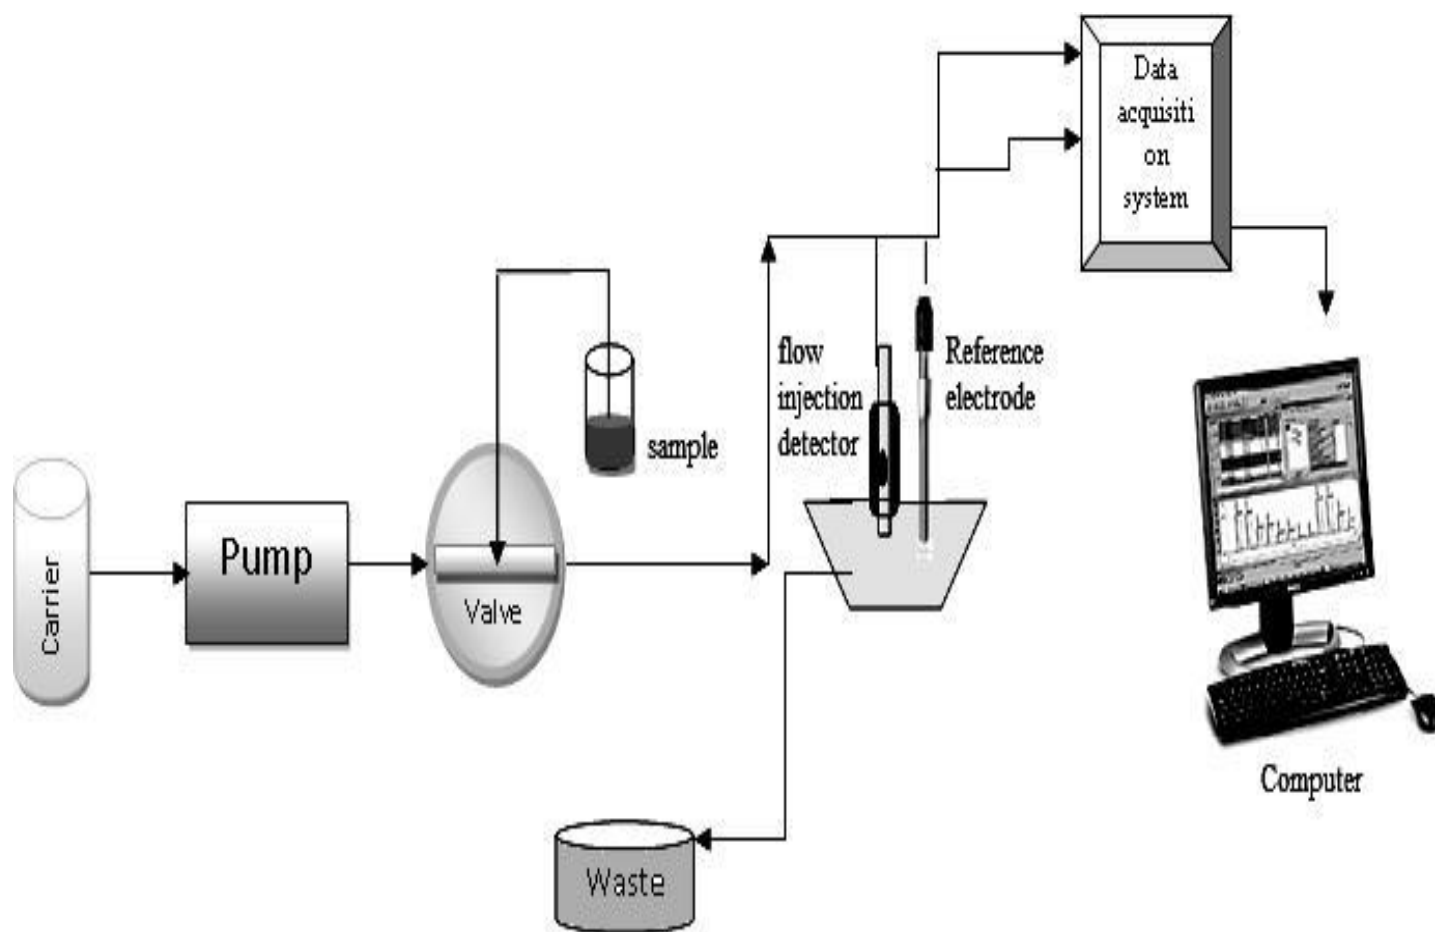 Data
acquisiti
on
system
flow
injection
detector
Reference
electrode
sample
Carrier
Pump
Valve
Computer
Waste